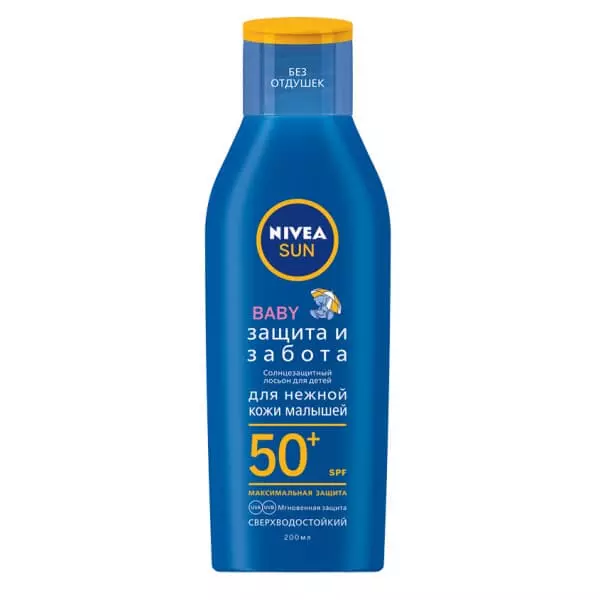 БЕЗ
ОТДУШЕК
NIVEA
SUN
BABY
защита и
забота
Солнцезащитный
лосьон для детей
для нежной
кожи малышей
50+
SPF
МАКСИМАЛЬНАЯ ЗАЩИТА
UVA UVB Мгновенная защита
СВЕРХВОДОСТОЙКИЙ
200 мл